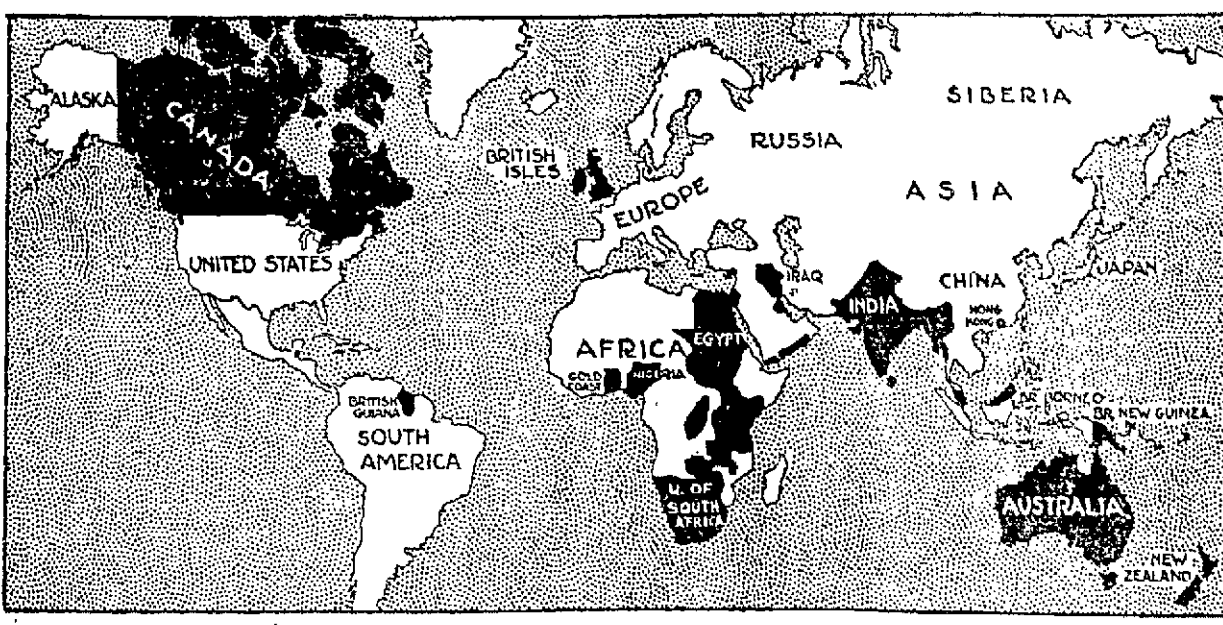 ALASKA
CANADA
UNITED STATES
BRITISH
GUIANA
SOUTH
AMERICA
BRITISH
ISLES
EUROPE
RUSSIA
SIBERIA
ASIA
IRAQ
INDIA
CHINA
JAPAN
HONG
KONG
AFRICA
EGYPT
GOLD
COAST
NIGERIA
U. OF
SOUTH
AFRICA
BR. BORNEO
BR. NEW GUINEA
AUSTRALIA
NEW
ZEALAND